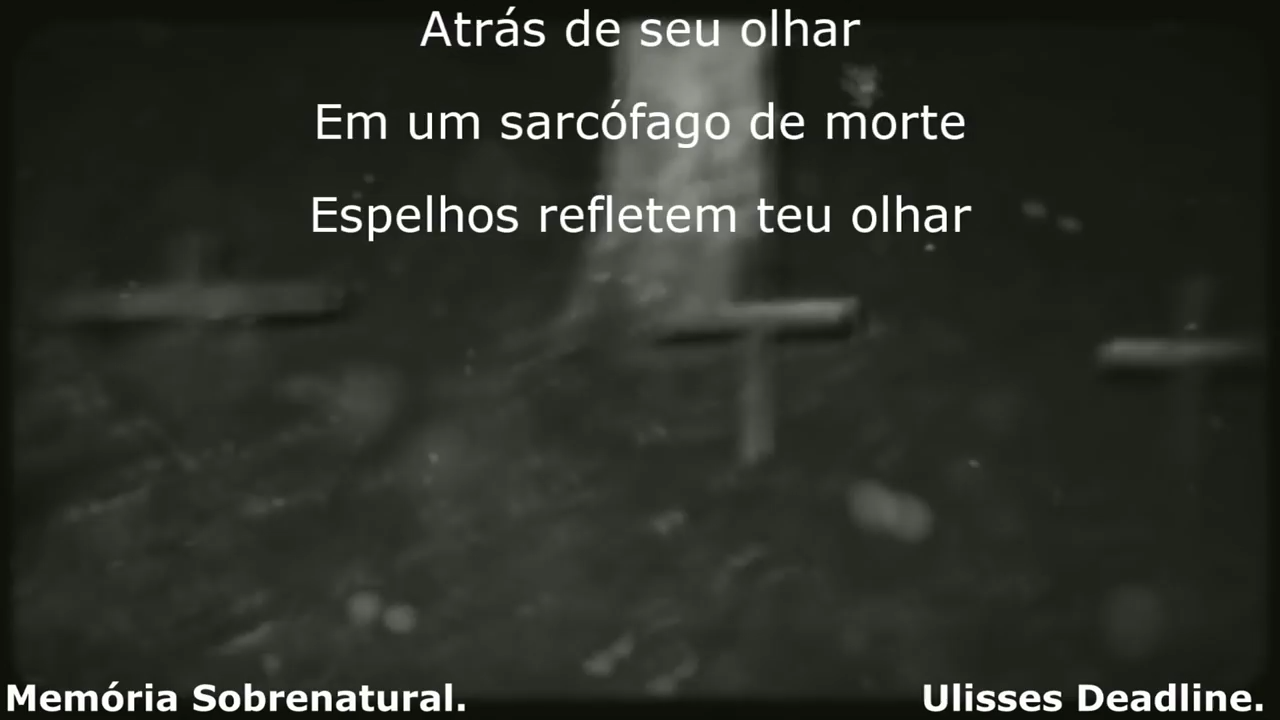 Atrás de seu olhar
Em um sarcófago de morte
Espelhos refletem teu olhar
Memória Sobrenatural.
Ulisses Deadline.